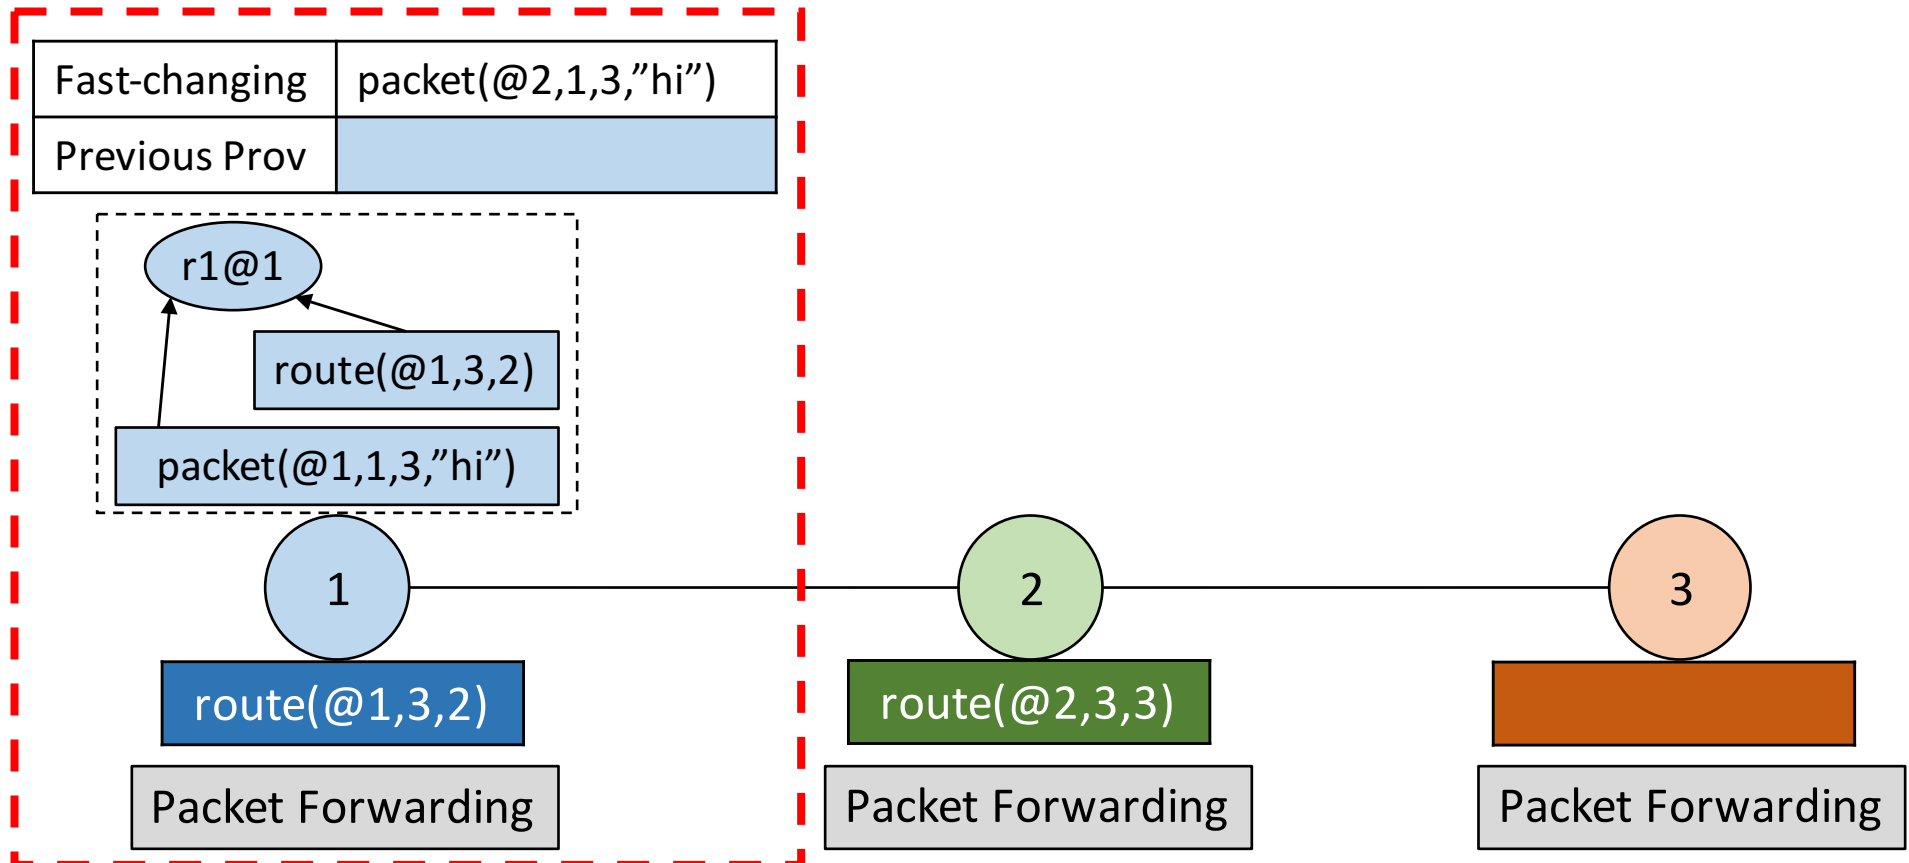 Fast-changing packet(@2,1,3,”hi”)
Previous Prov
r1@1
route(@1,3,2)
packet(@1,1,3,”hi”)
1 2 3
route(@1,3,2) route(@2,3,3)
Packet Forwarding Packet Forwarding Packet Forwarding